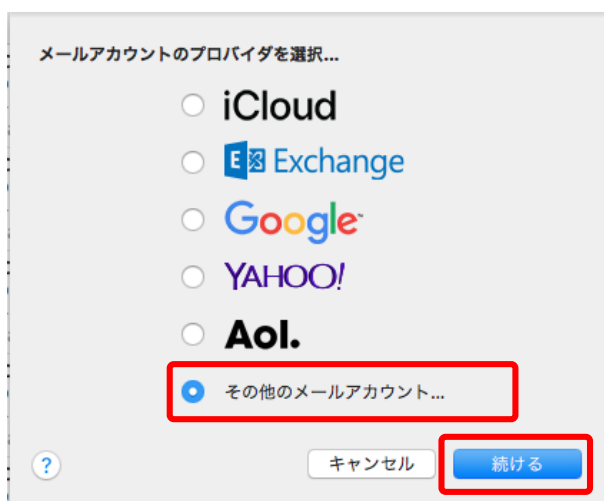 メールアカウントのプロバイダを選択...
iCloud
E Exchange
Google™
YAHOO!
Aol.
その他のメールアカウント...
? キャンセル 続ける